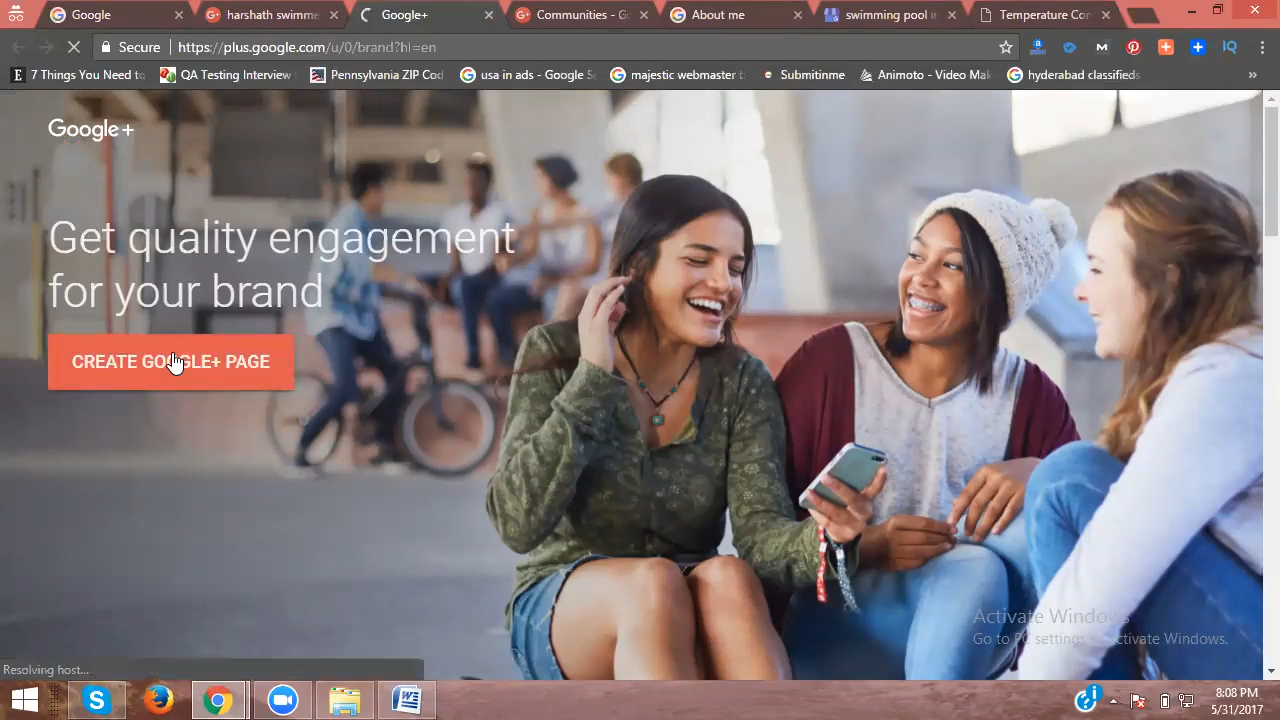 Google
harshath swimme
Google+
Communities - G
About me
swimming pool
Temperature Con
Secure
https://plus.google.com/u/0/brand?hl=en
IQ
7 Things You Need to
QA Testing Interview
Pennsylvania ZIP Cod
usa in ads - Google
majestic webmaster
Submitinme
Animoto - Video Ma
hyderabad classifieds
Google+
Get quality engagement
for your brand
CREATE GOOGLE+ PAGE
Activate Windows
Go to PC settings to activate Windows.
Resolving host...
8:08 PM
5/31/2017